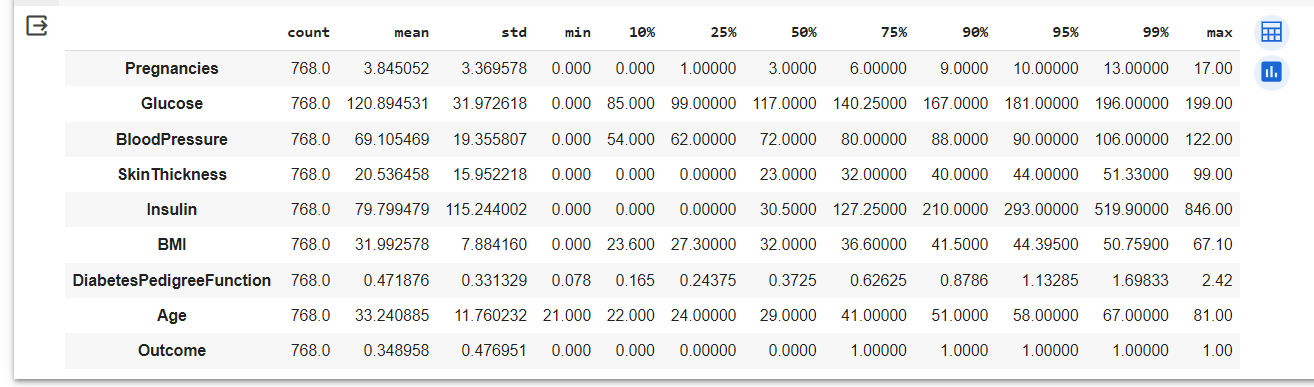 count mean std min 10% 25% 50% 75% 90% 95% 99% max
Pregnancies 768.0 3.845052 3.369578 0.000 0.000 1.00000 3.0000 6.00000 9.0000 10.00000 13.00000 17.00
Glucose 768.0 120.894531 31.972618 0.000 85.000 99.00000 117.0000 140.25000 167.0000 181.00000 196.00000 199.00
BloodPressure 768.0 69.105469 19.355807 0.000 54.000 62.00000 72.0000 80.00000 88.0000 90.00000 106.00000 122.00
SkinThickness 768.0 20.536458 15.952218 0.000 0.000 0.00000 23.0000 32.00000 40.0000 44.00000 51.33000 99.00
Insulin 768.0 79.799479 115.244002 0.000 0.000 0.00000 30.5000 127.25000 210.0000 293.00000 519.90000 846.00
BMI 768.0 31.992578 7.884160 0.000 23.600 27.30000 32.0000 36.60000 41.5000 44.39500 50.75900 67.10
DiabetesPedigreeFunction 768.0 0.471876 0.331329 0.078 0.165 0.24375 0.3725 0.62625 0.8786 1.13285 1.69833 2.42
Age 768.0 33.240885 11.760232 21.000 22.000 24.00000 29.0000 41.00000 51.0000 58.00000 67.00000 81.00
Outcome 768.0 0.348958 0.476951 0.000 0.000 0.00000 0.0000 1.00000 1.0000 1.00000 1.00000 1.00